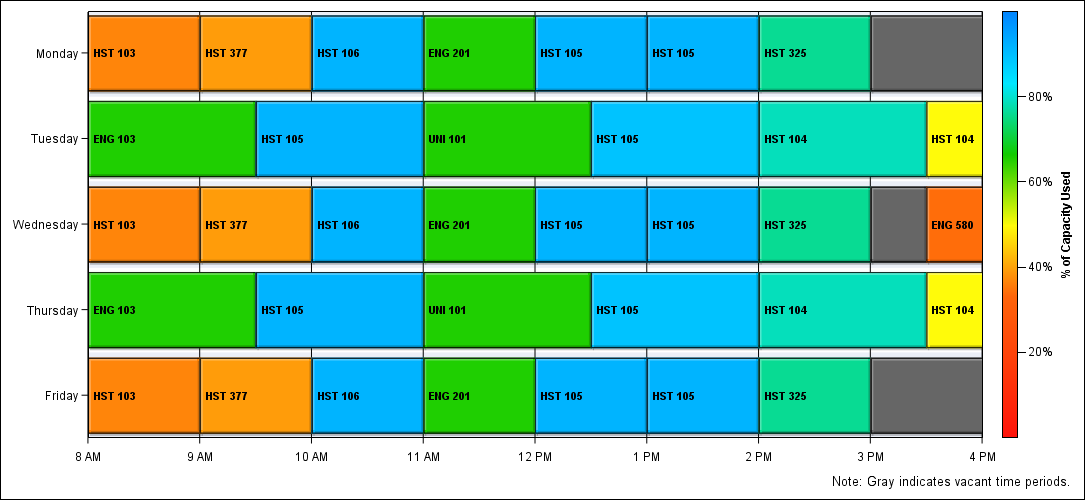 Monday HST 103 HST 377 HST 106 ENG 201 HST 105 HST 105 HST 325
Tuesday ENG 103 HST 105 UNI 101 HST 105 HST 104 HST 104
Wednesday HST 103 HST 377 HST 106 ENG 201 HST 105 HST 105 HST 325 ENG 580
Thursday ENG 103 HST 105 UNI 101 HST 105 HST 104 HST 104
Friday HST 103 HST 377 HST 106 ENG 201 HST 105 HST 105 HST 325
8 AM 9 AM 10 AM 11 AM 12 PM 1 PM 2 PM 3 PM 4 PM
80%
60%
40%
20%
% of Capacity Used
Note: Gray indicates vacant time periods.